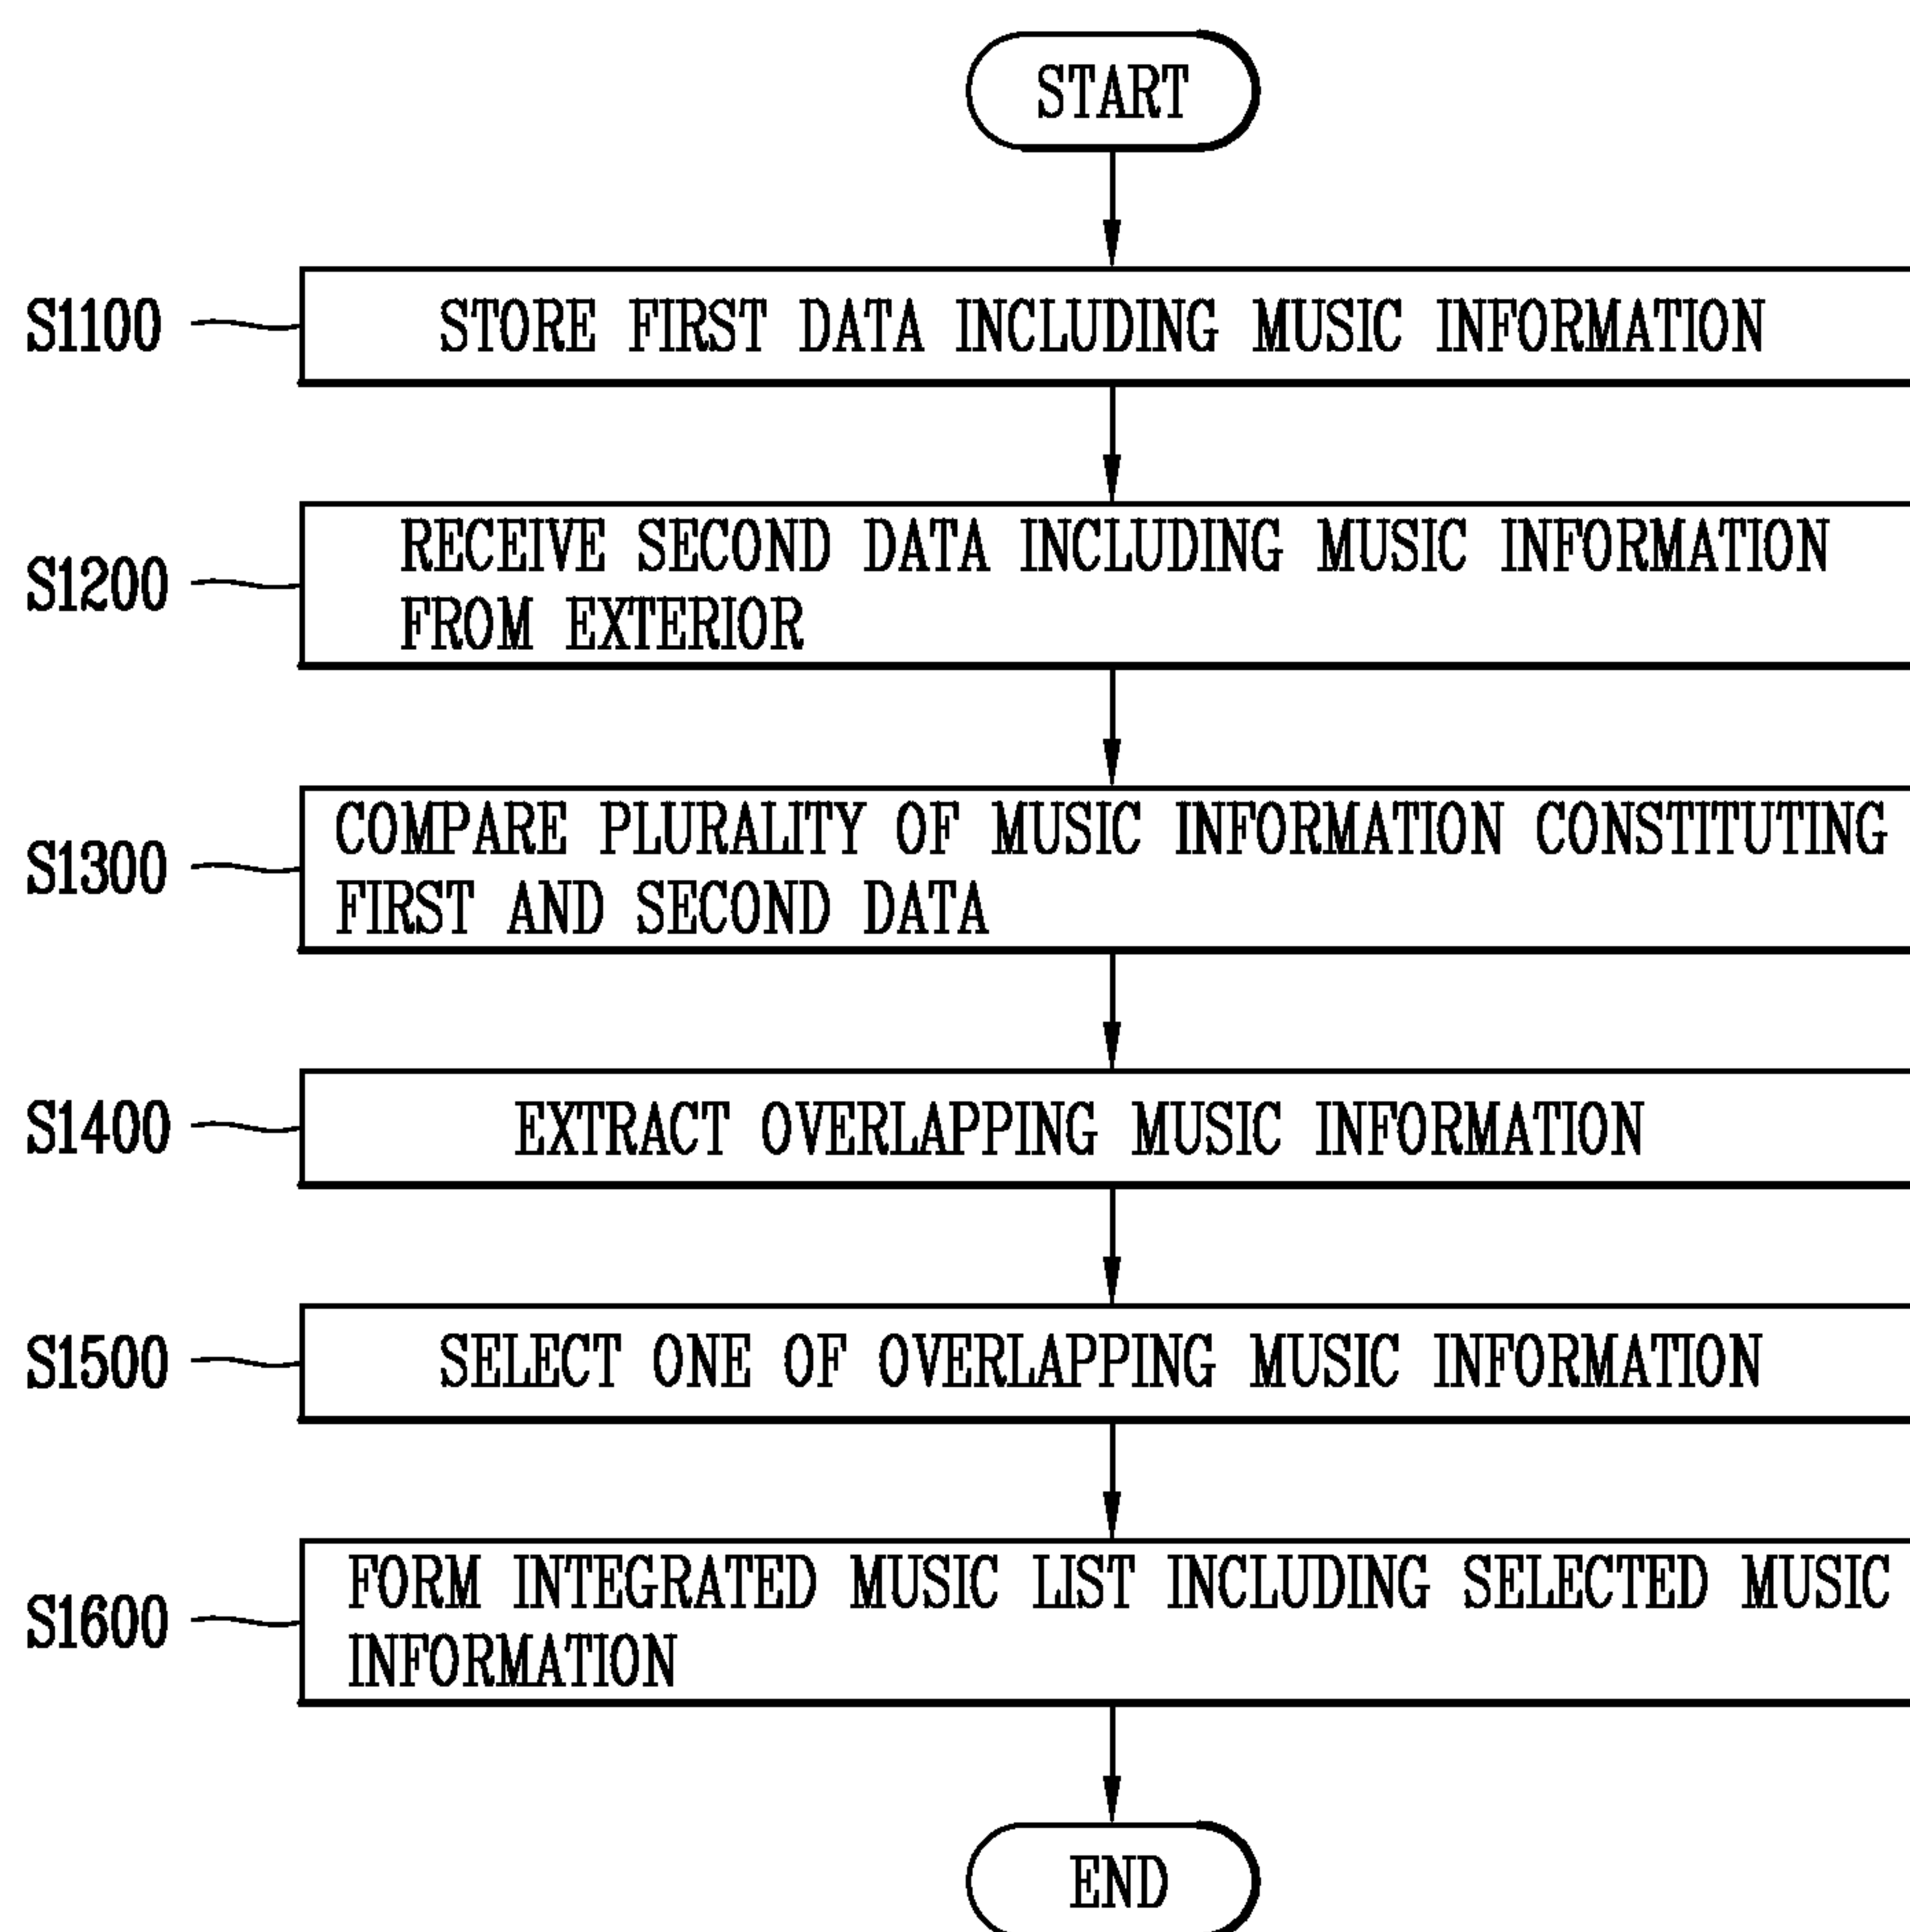 START
S1100
STORE FIRST DATA INCLUDING MUSIC INFORMATION
S1200
RECEIVE SECOND DATA INCLUDING MUSIC INFORMATION
FROM EXTERIOR
S1300
COMPARE PLURALITY OF MUSIC INFORMATION CONSTITUTING
FIRST AND SECOND DATA
S1400
EXTRACT OVERLAPPING MUSIC INFORMATION
S1500
SELECT ONE OF OVERLAPPING MUSIC INFORMATION
S1600
FORM INTEGRATED MUSIC LIST INCLUDING SELECTED MUSIC
INFORMATION
END